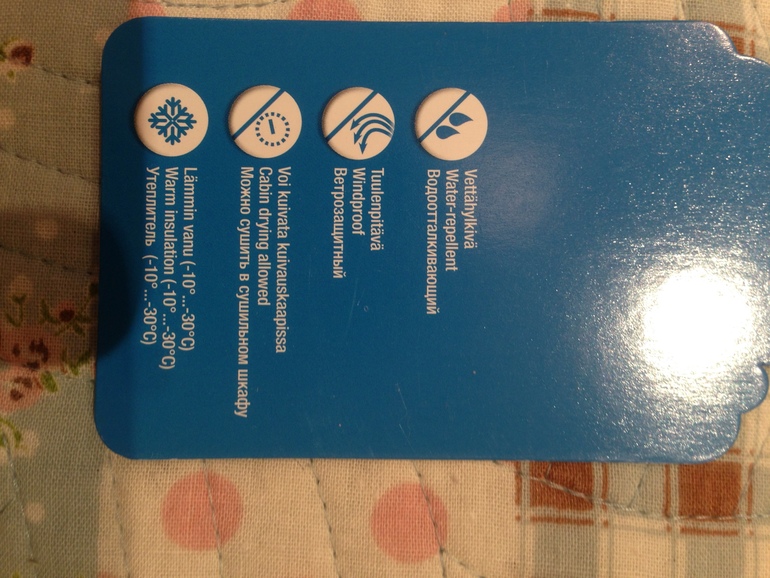 Vettähylkivä
Water-repellent
Водоотталкивающий
Tuulenpitävä
Windproof
Ветрозащитный
Voi kuivata kuivauskaapissa
Cabin drying allowed
Можно сушить в сушильном шкафу
Lämmin vanu (-10° ...-30°C)
Warm insulation (-10° ...-30°C)
Утеплитель (-10° ...-30°C)